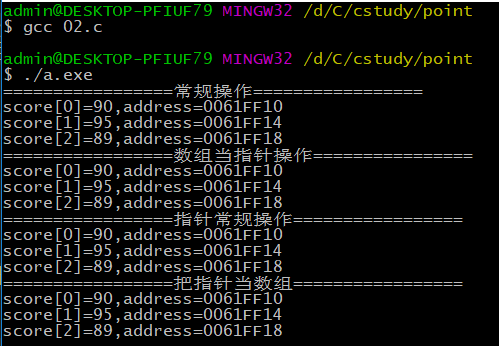 admin@DESKTOP-PFIUF79 MINGW32 /d/C/cstudy/point
$ gcc 02.c
admin@DESKTOP-PFIUF79 MINGW32 /d/C/cstudy/point
$ ./a.exe
=================常规操作=================
score[0]=90,address=0061FF10
score[1]=95,address=0061FF14
score[2]=89,address=0061FF18
=================数组当指针操作================
score[0]=90,address=0061FF10
score[1]=95,address=0061FF14
score[2]=89,address=0061FF18
=================指针常规操作=================
score[0]=90,address=0061FF10
score[1]=95,address=0061FF14
score[2]=89,address=0061FF18
=================把指针当数组=================
score[0]=90,address=0061FF10
score[1]=95,address=0061FF14
score[2]=89,address=0061FF18